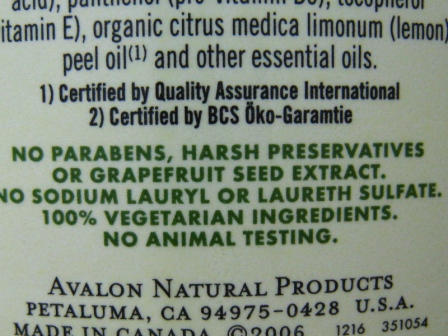 acid), panthenol (pro-vitamin B5), tocopherol
vitamin E), organic citrus medica limonum (lemon)
peel oil(1) and other essential oils.
1) Certified by Quality Assurance International
2) Certified by BCS Öko-Garamtie
NO PARABENS, HARSH PRESERVATIVES
OR GRAPEFRUIT SEED EXTRACT.
NO SODIUM LAURYL OR LAURETH SULFATE.
100% VEGETARIAN INGREDIENTS.
NO ANIMAL TESTING.
AVALON NATURAL PRODUCTS
PETALUMA, CA 94975-0428 U.S.A.
MADE IN CANADA ©2006 1216 351054